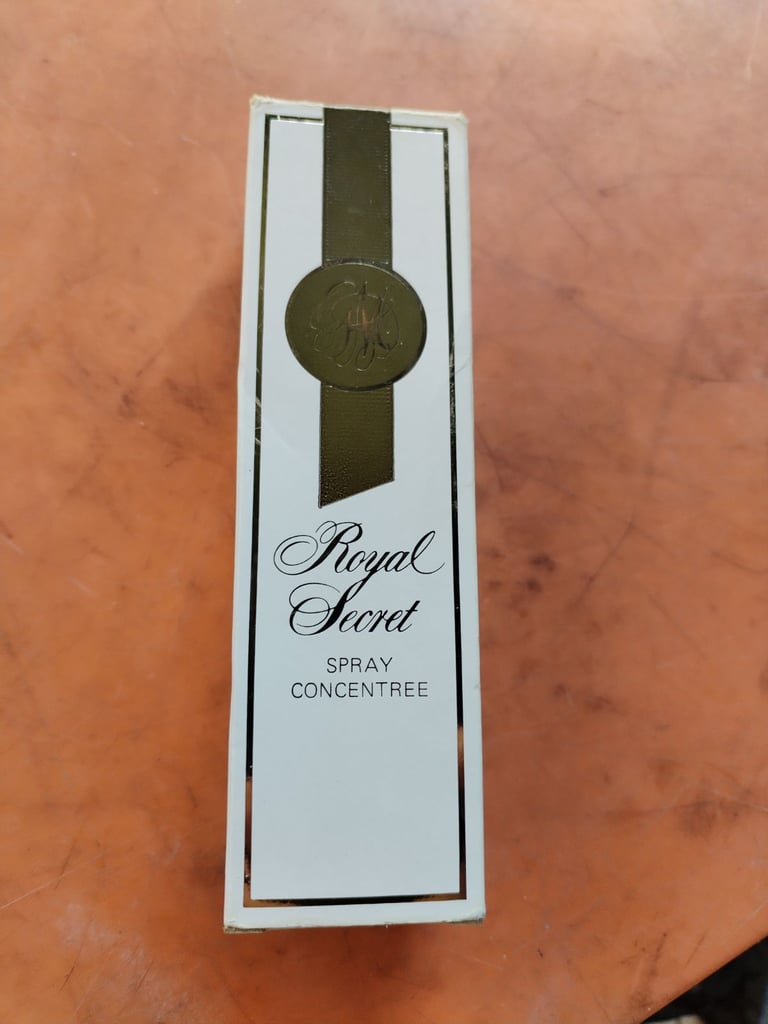 Royal
Secret
SPRAY
CONCENTREE